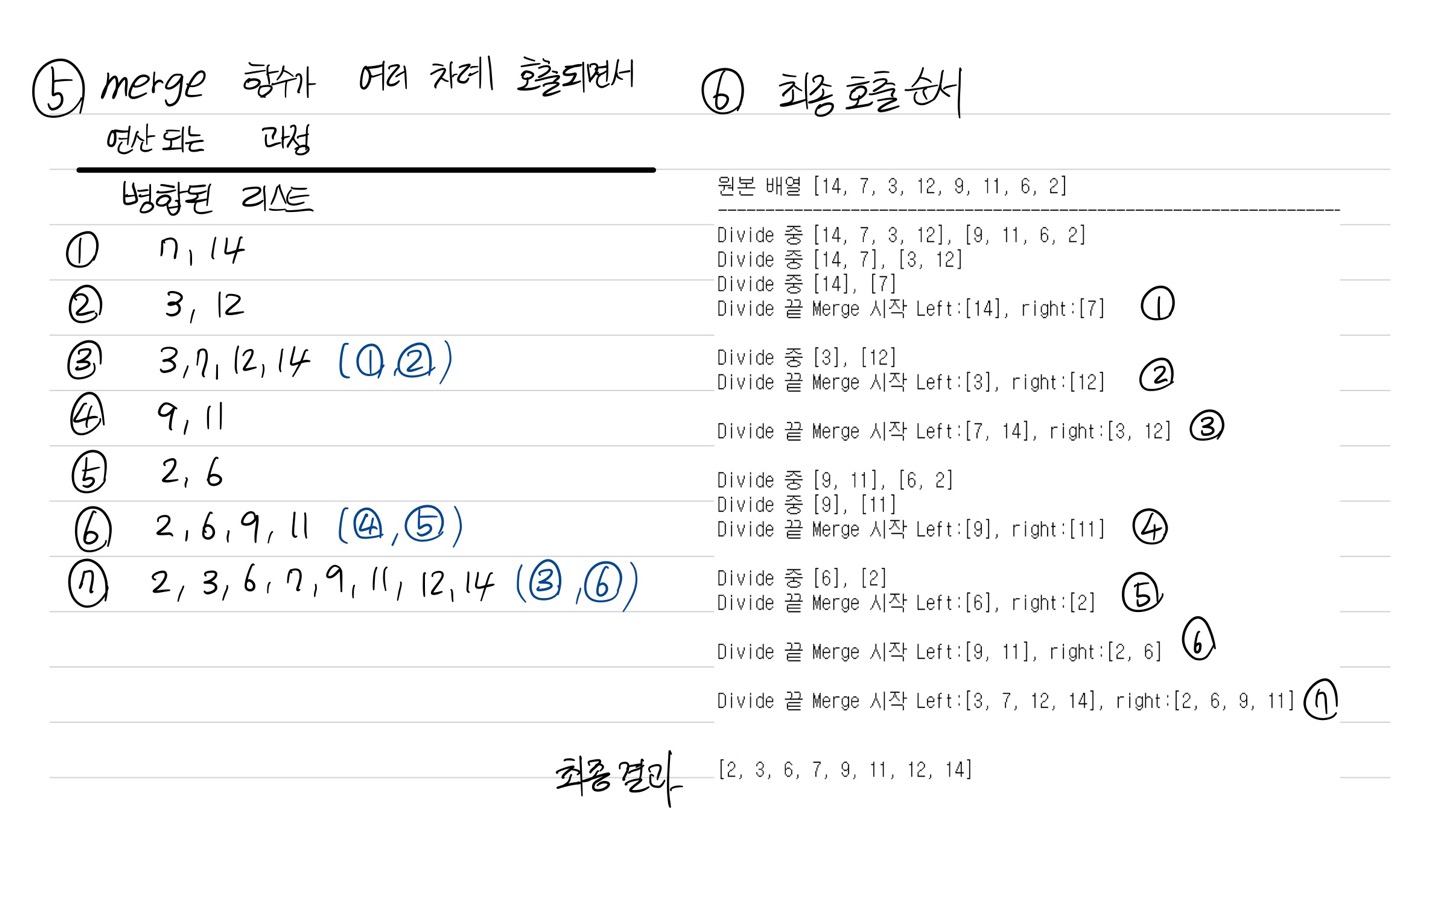 ⑤ merge 함수가 여러 차례 호출되면서
연산 되는 과정
병합된 리스트
① 7, 14
② 3, 12
③ 3, 7, 12, 14 (①,②)
④ 9, 11
⑤ 2, 6
⑥ 2, 6, 9, 11 (④,⑤)
⑦ 2, 3, 6, 7, 9, 11, 12, 14 (③,⑥)
⑥ 최종 호출 순서
원본 배열 [14, 7, 3, 12, 9, 11, 6, 2]
Divide 중 [14, 7, 3, 12], [9, 11, 6, 2]
Divide 중 [14, 7], [3, 12]
Divide 중 [14], [7]
Divide 끝 Merge 시작 Left:[14], right:[7] ①
Divide 중 [3], [12]
Divide 끝 Merge 시작 Left:[3], right:[12] ②
Divide 끝 Merge 시작 Left:[7, 14], right:[3, 12] ③
Divide 중 [9, 11], [6, 2]
Divide 중 [9], [11]
Divide 끝 Merge 시작 Left:[9], right:[11] ④
Divide 중 [6], [2]
Divide 끝 Merge 시작 Left:[6], right:[2] ⑤
Divide 끝 Merge 시작 Left:[9, 11], right:[2, 6] ⑥
Divide 끝 Merge 시작 Left:[3, 7, 12, 14], right:[2, 6, 9, 11] ⑦
최종 결과 [2, 3, 6, 7, 9, 11, 12, 14]